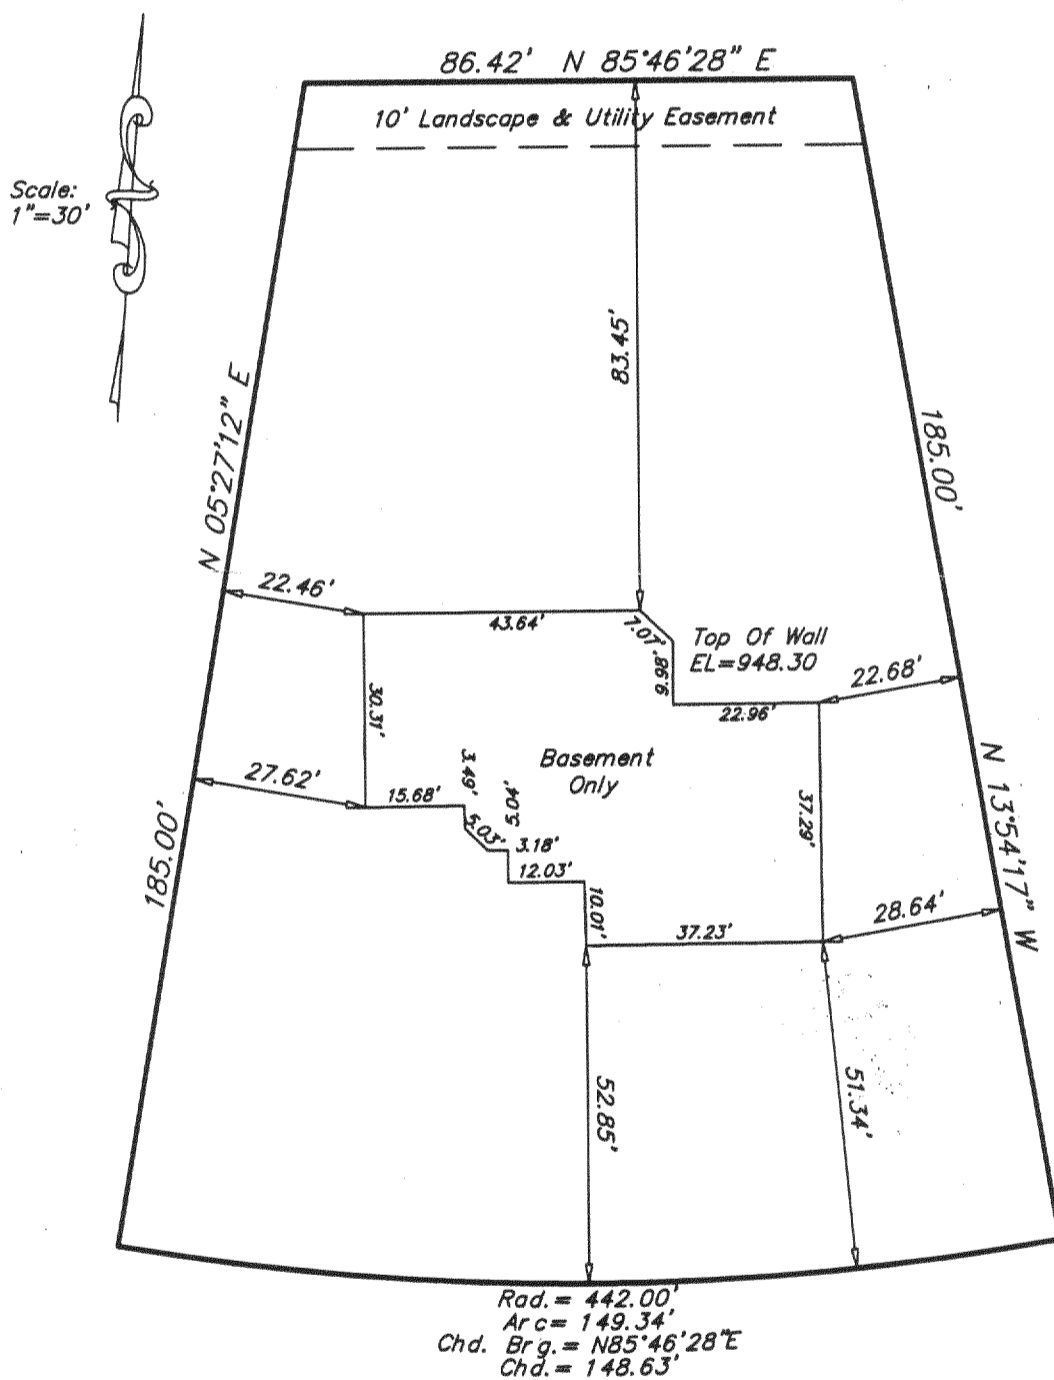 86.42' N 85°46'28" E
10' Landscape & Utility Easement
Scale:
1"=30'
83.45'
N 05°27'12" E
185.00'
22.46'
43.64'
7.07'
9.98'
Top Of Wall
EL=948.30
22.68'
22.96'
30.31'
Basement
Only
3.49'
5.04'
27.62'
15.68'
5.03'
3.18'
12.03'
37.29'
N 13°54'17" W
185.00'
10.01'
37.23'
28.64'
52.85'
51.34'
Rad.= 442.00'
Arc= 149.34'
Chd. Brg.= N85°46'28"E
Chd.= 148.63'